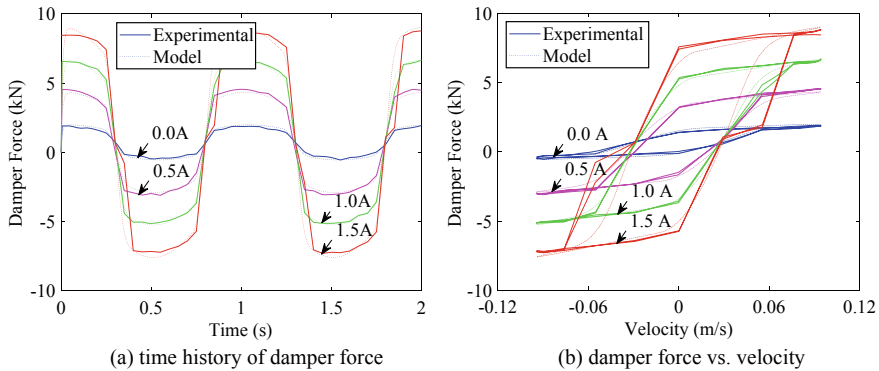 10
5
0
-5
-10
Damper Force (kN)
Experimental
Model
0.0A
0.5A
1.0A
1.5A
0 0.5 1 1.5 2
Time (s)
(a) time history of damper force
10
5
0
-5
-10
Damper Force (kN)
Experimental
Model
0.0 A
0.5 A
1.0 A
1.5 A
-0.12 -0.06 0 0.06 0.12
Velocity (m/s)
(b) damper force vs. velocity